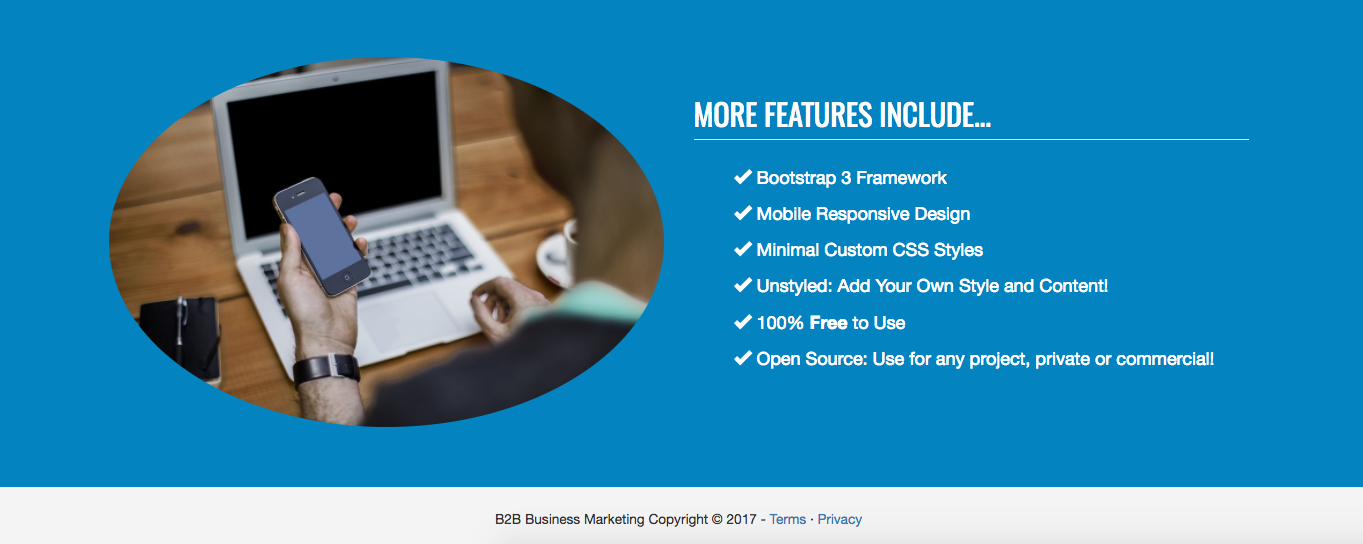 MORE FEATURES INCLUDE...
✔ Bootstrap 3 Framework
✔ Mobile Responsive Design
✔ Minimal Custom CSS Styles
✔ Unstyled: Add Your Own Style and Content!
✔ 100% Free to Use
✔ Open Source: Use for any project, private or commercial!
B2B Business Marketing Copyright © 2017 - Terms · Privacy